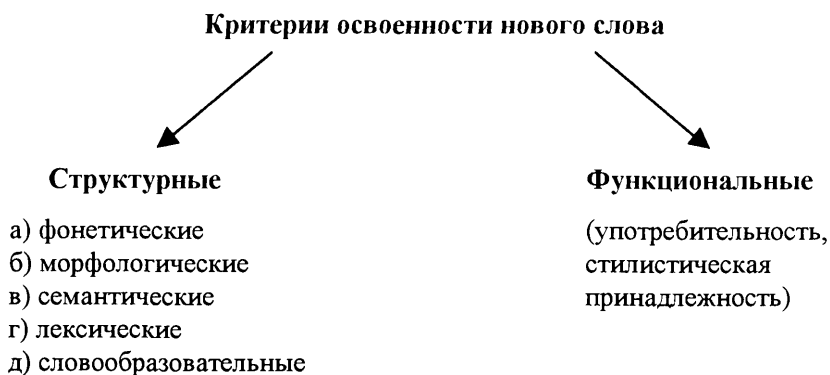 Критерии освоенности нового слова
Структурные
а) фонетические
б) морфологические
в) семантические
г) лексические
д) словообразовательные
Функциональные
(употребительность,
стилистическая
принадлежность)